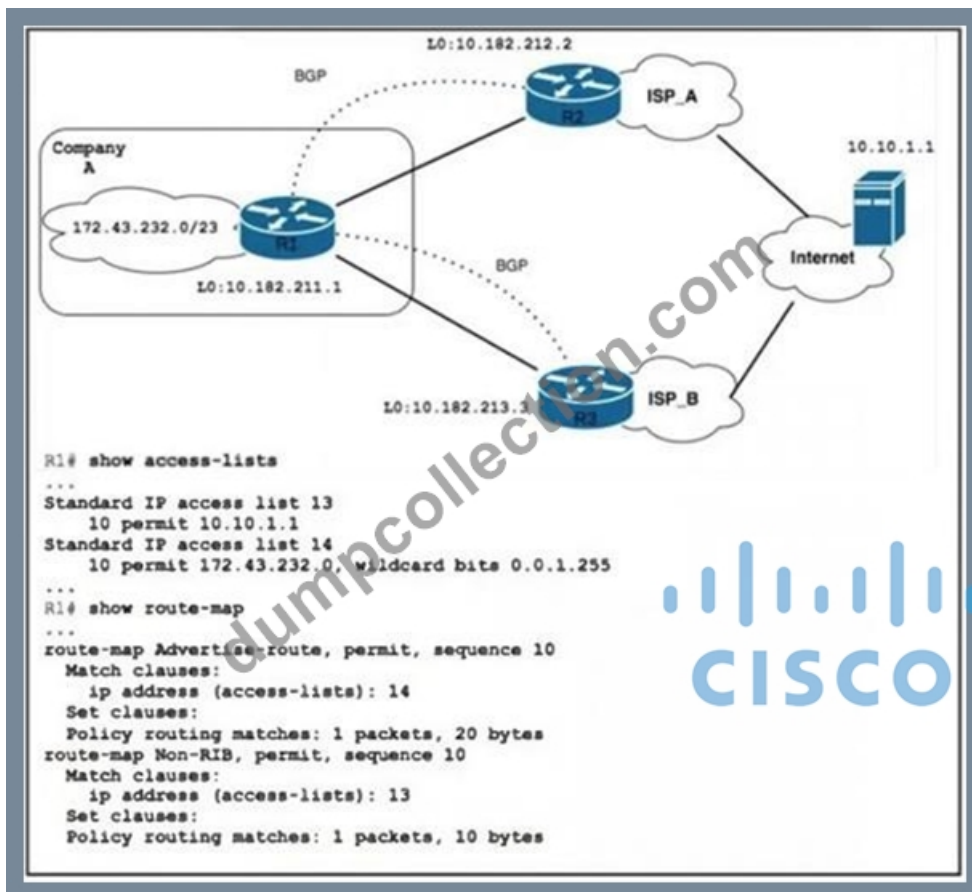 L0:10.182.212.2
BGP
ISP_A
R2
Company
A
10.10.1.1
172.43.232.0/23
R1
Internet
BGP
L0:10.182.211.1
ISP_B
L0:10.182.213.3
R3
R1# show access-lists
...
Standard IP access list 13
10 permit 10.10.1.1
Standard IP access list 14
10 permit 172.43.232.0, wildcard bits 0.0.1.255
...
R1# show route-map
...
route-map Advertise-route, permit, sequence 10
Match clauses:
ip address (access-lists): 14
Set clauses:
Policy routing matches: 1 packets, 20 bytes
route-map Non-RIB, permit, sequence 10
Match clauses:
ip address (access-lists): 13
Set clauses:
Policy routing matches: 1 packets, 10 bytes
CISCO
dumpcollection.com